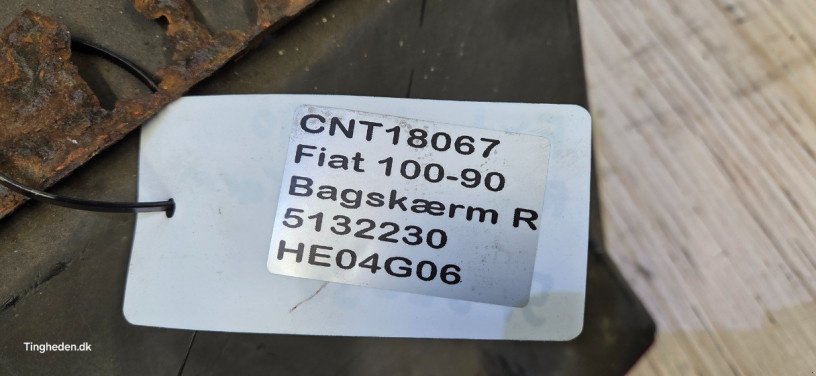 CNT18067
Fiat 100-90
Bagskærm R
5132230
HE04G06
Tingheden.dk